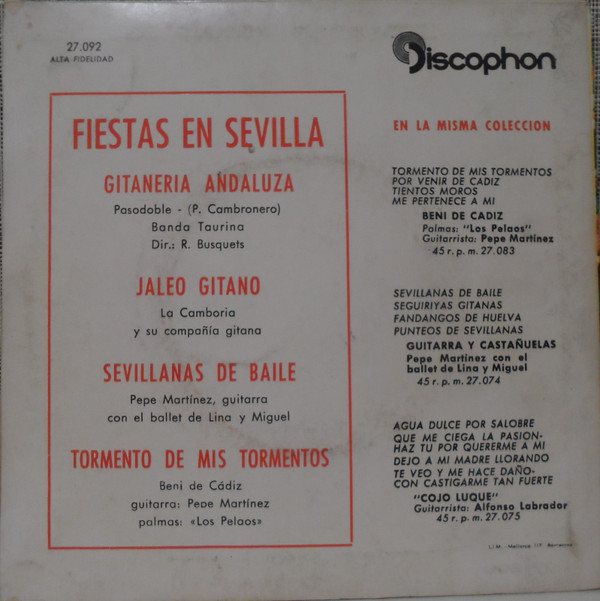 27.092
ALTA FIDELIDAD
Discophon
FIESTAS EN SEVILLA
GITANERIA ANDALUZA
Pasodoble - (P. Cambronero)
Banda Taurina
Dir.: R. Busquets
JALEO GITANO
La Camboria
y su compañía gitana
SEVILLANAS DE BAILE
Pepe Martínez, guitarra
con el ballet de Lina y Miguel
TORMENTO DE MIS TORMENTOS
Beni de Cádiz
guitarra: Pepe Martínez
palmas: «Los Pelaos»
EN LA MISMA COLECCION
TORMENTO DE MIS TORMENTOS
POR VENIR DE CADIZ
TIENTOS MOROS
ME PERTENECE A MI
BENI DE CADIZ
Palmas: "Los Pelaos"
Guitarrista: Pepe Martínez
45 r. p. m. 27.083
SEVILLANAS DE BAILE
SEGUIRIYAS GITANAS
FANDANGOS DE HUELVA
PUNTEOS DE SEVILLANAS
GUITARRA Y CASTAÑUELAS
Pepe Martínez con el
ballet de Lina y Miguel
45 r. p. m. 27.074
AGUA DULCE POR SALOBRE
QUE ME CIEGA LA PASION-
HAZ TU POR QUERERME A MI
DEJO A MI MADRE LLORANDO
TE VEO Y ME HACE DAÑO-
CON CASTIGARME TAN FUERTE
"COJO LUQUE"
Guitarrista: Alfonso Labrador
45 r. p. m. 27.075